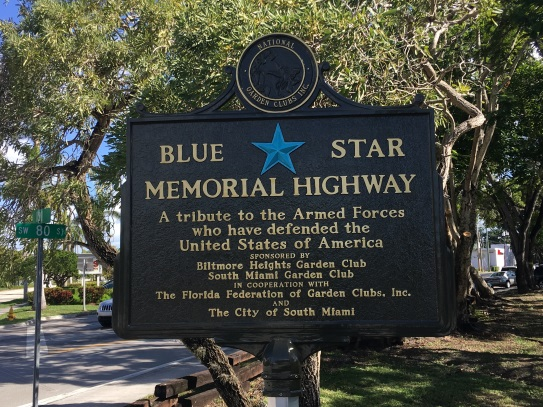 NATIONAL
GARDEN CLUBS INC.
BLUE STAR
MEMORIAL HIGHWAY
A tribute to the Armed Forces
who have defended the
United States of America
SPONSORED BY
Biltmore Heights Garden Club
South Miami Garden Club
IN COOPERATION WITH
The Florida Federation of Garden Clubs, Inc.
AND
The City of South Miami
SW 80 ST